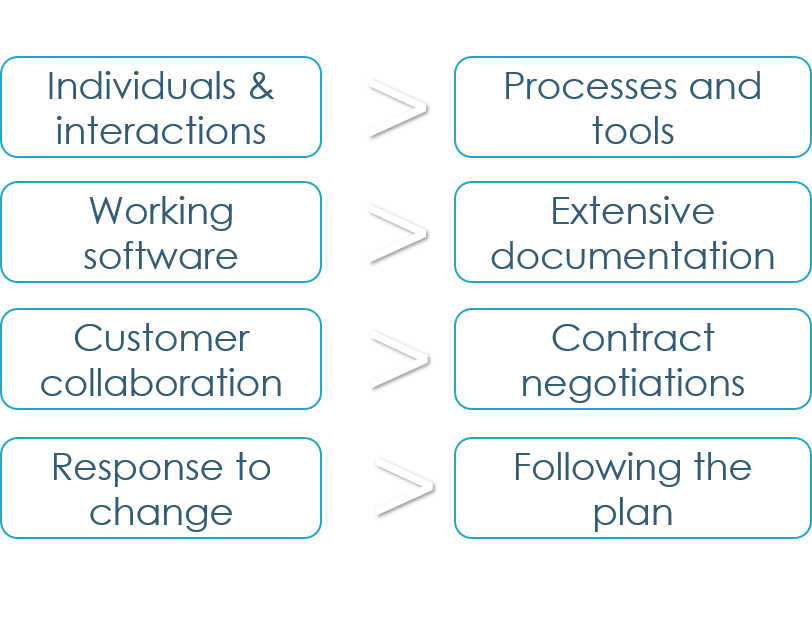 Individuals &
interactions
>
Processes and
tools
Working
software
>
Extensive
documentation
Customer
collaboration
>
Contract
negotiations
Response to
change
>
Following the
plan